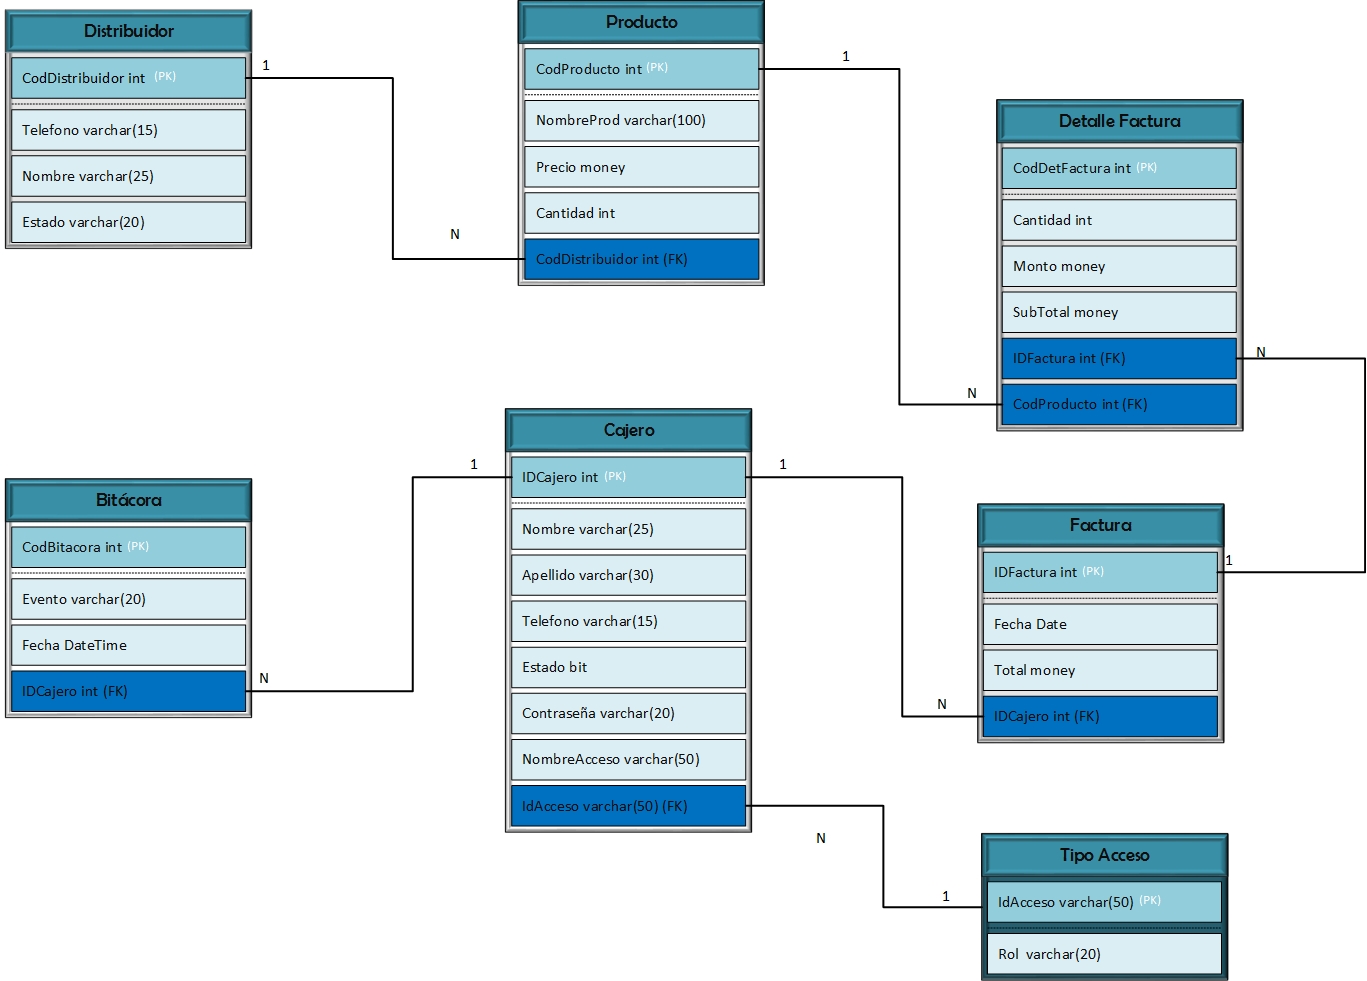 Distribuidor
CodDistribuidor int (PK)
Telefono varchar(15)
Nombre varchar(25)
Estado varchar(20)
1
N
Producto
CodProducto int (PK)
NombreProd varchar(100)
Precio money
Cantidad int
CodDistribuidor int (FK)
1
N
Detalle Factura
CodDetFactura int (PK)
Cantidad int
Monto money
SubTotal money
IDFactura int (FK)
CodProducto int (FK)
N
1
Bitácora
CodBitacora int (PK)
Evento varchar(20)
Fecha DateTime
IDCajero int (FK)
N
1
Cajero
IDCajero int (PK)
Nombre varchar(25)
Apellido varchar(30)
Telefono varchar(15)
Estado bit
Contraseña varchar(20)
NombreAcceso varchar(50)
IdAcceso varchar(50) (FK)
1
N
Factura
IDFactura int (PK)
Fecha Date
Total money
IDCajero int (FK)
N
1
Tipo Acceso
IdAcceso varchar(50) (PK)
Rol varchar(20)